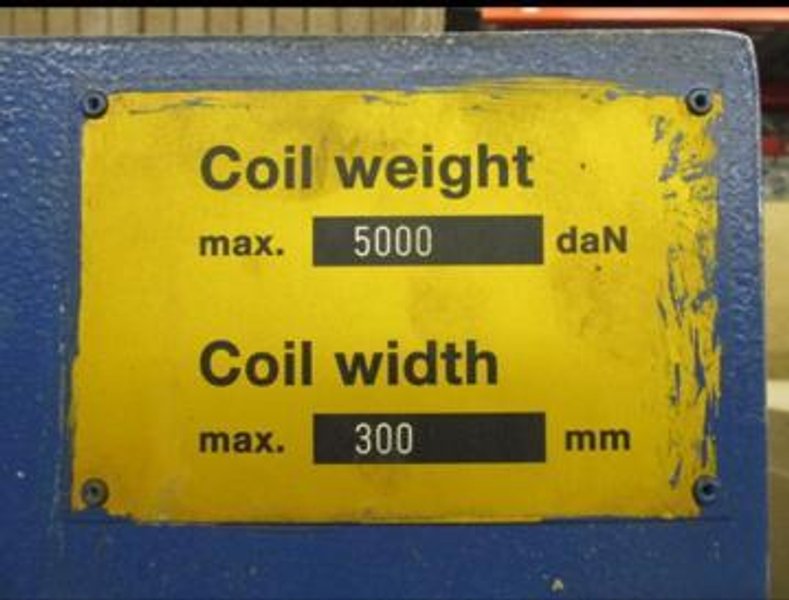 Coil weight
max. 5000 daN
Coil width
max. 300 mm